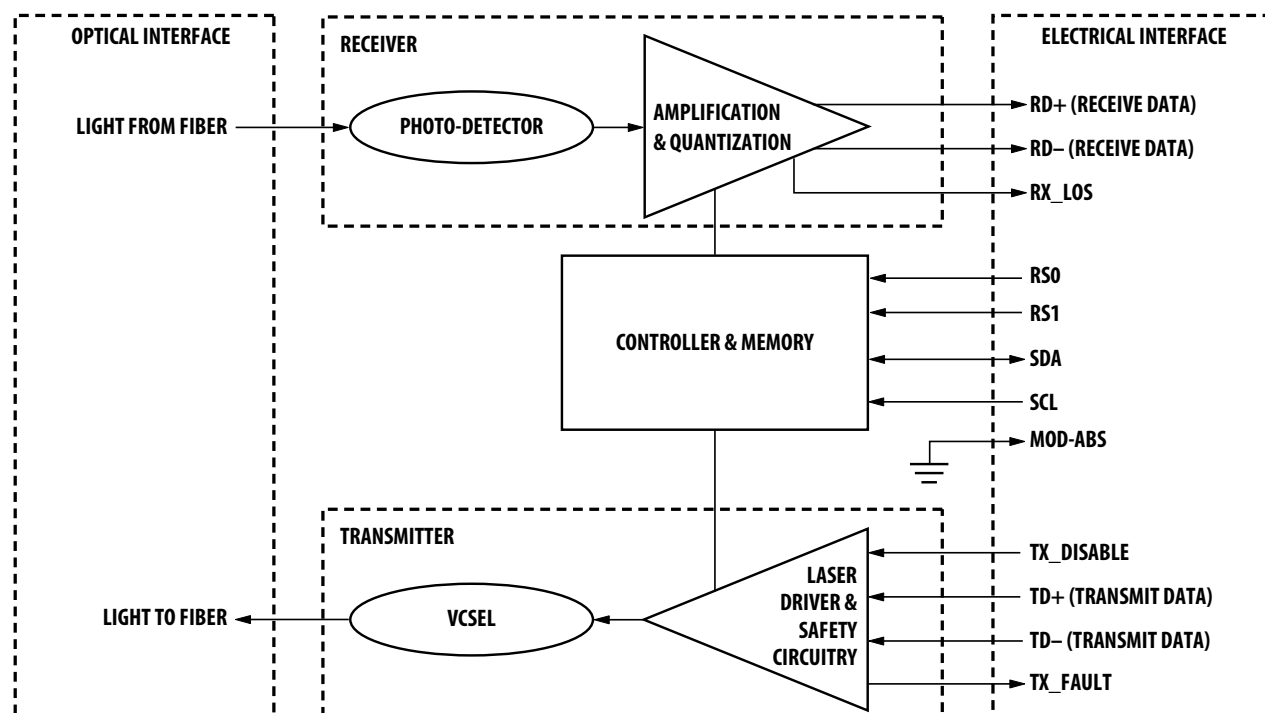 OPTICAL INTERFACE
RECEIVER
ELECTRICAL INTERFACE
LIGHT FROM FIBER
PHOTO-DETECTOR
AMPLIFICATION
& QUANTIZATION
RD+ (RECEIVE DATA)
RD– (RECEIVE DATA)
RX_LOS
CONTROLLER & MEMORY
RS0
RS1
SDA
SCL
MOD-ABS
TRANSMITTER
LIGHT TO FIBER
VCSEL
LASER
DRIVER &
SAFETY
CIRCUITRY
TX_DISABLE
TD+ (TRANSMIT DATA)
TD– (TRANSMIT DATA)
TX_FAULT